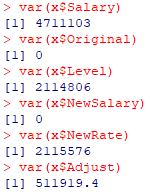 > var(x$Salary)
[1] 4711103
> var(x$Original)
[1] 0
> var(x$Level)
[1] 2114806
> var(x$NewSalary)
[1] 0
> var(x$NewRate)
[1] 2115576
> var(x$Adjust)
[1] 511919.4